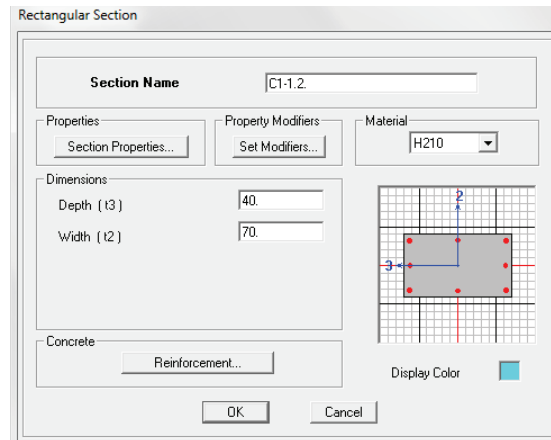 Rectangular Section
Section Name C1-1.2.
Properties Property Modifiers Material
Section Properties... Set Modifiers... H210
Dimensions
Depth ( t3 ) 40.
Width ( t2 ) 70.
2
3
Concrete
Reinforcement...
Display Color
OK Cancel